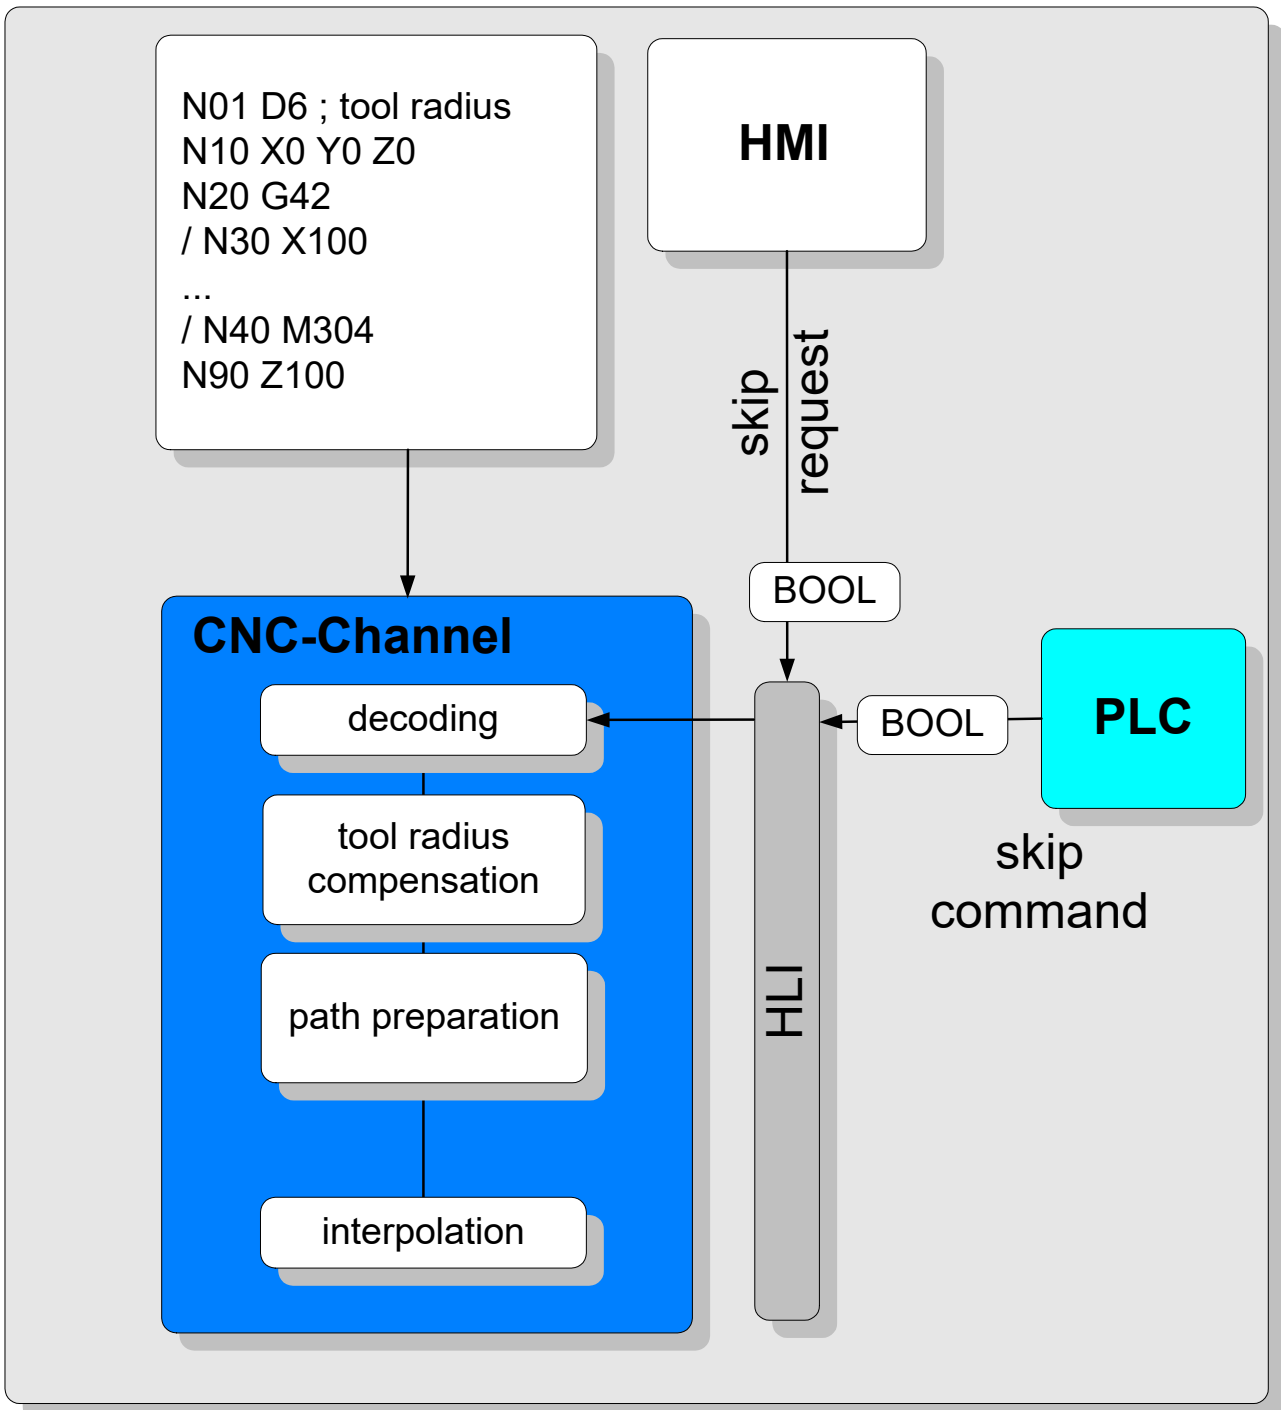 N01 D6 ; tool radius
N10 X0 Y0 Z0
N20 G42
/ N30 X100
...
/ N40 M304
N90 Z100
HMI
skip
request
BOOL
CNC-Channel
decoding
tool radius
compensation
path preparation
interpolation
HLI
BOOL
PLC
skip
command